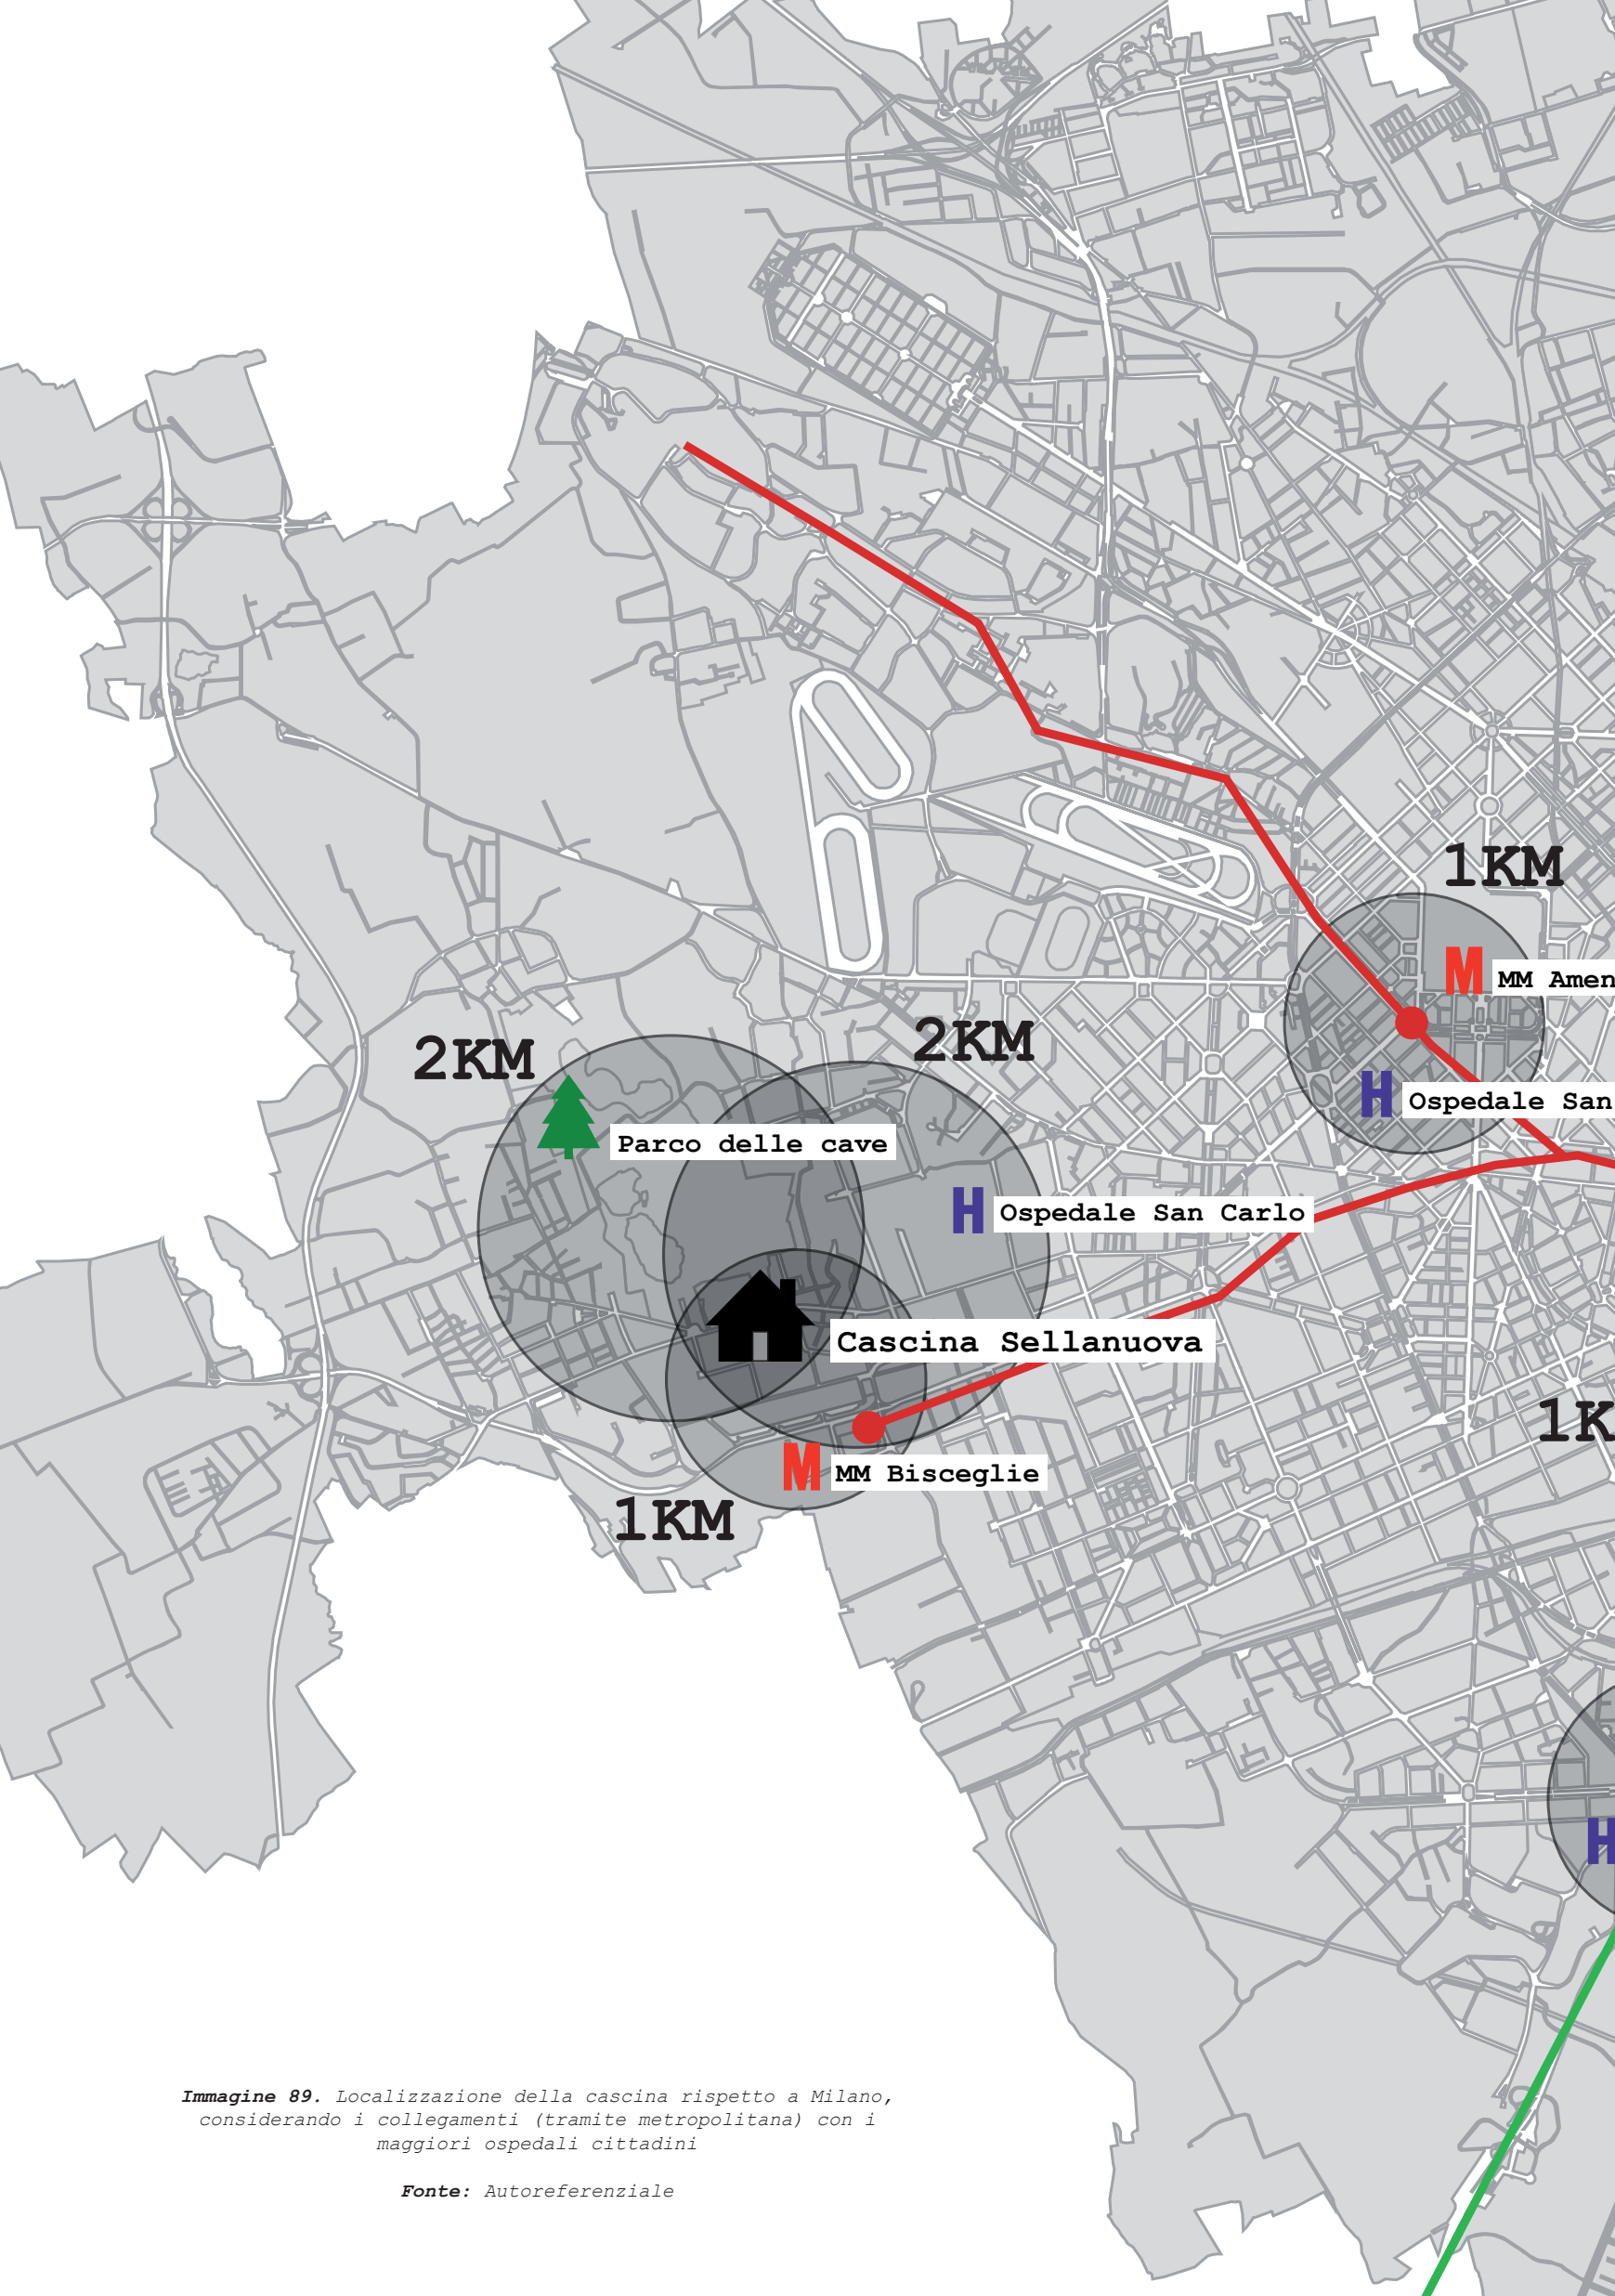 1KM
M MM Amen
2KM
2KM
H Ospedale San
Parco delle cave
H Ospedale San Carlo
Cascina Sellanuova
1K
M MM Bisceglie
1KM
H
Immagine 89. Localizzazione della cascina rispetto a Milano,
considerando i collegamenti (tramite metropolitana) con i
maggiori ospedali cittadini
Fonte: Autoreferenziale